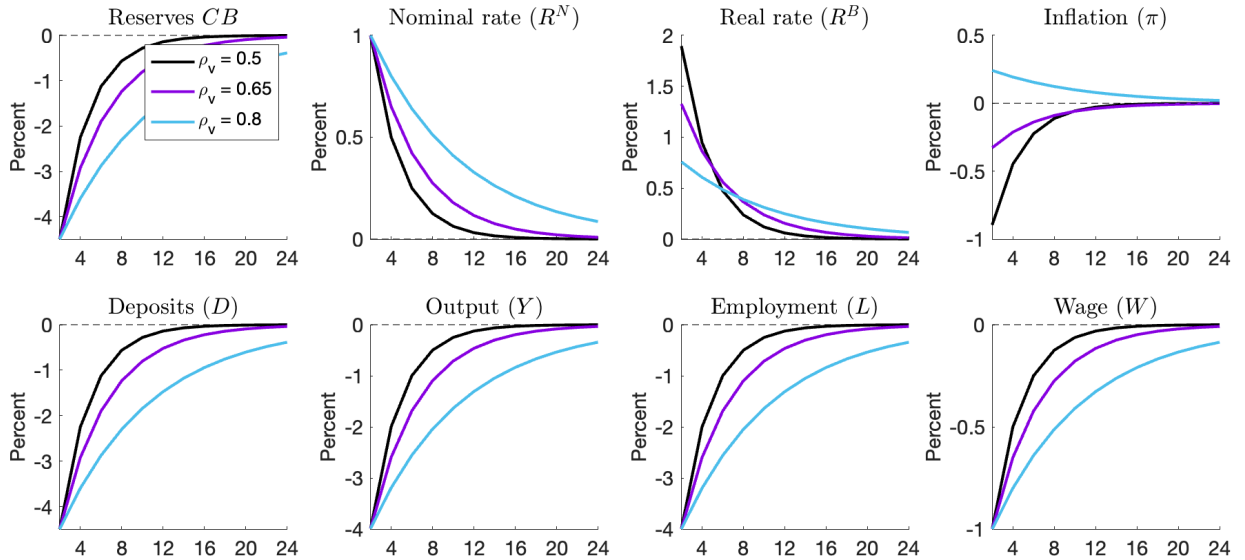 Reserves CB
Percent
0
-1
-2
-3
-4
4 8 12 16 20 24
ρ_v = 0.5
ρ_v = 0.65
ρ_v = 0.8
Nominal rate (R^N)
Percent
1
0.5
0
4 8 12 16 20 24
Real rate (R^B)
Percent
2
1.5
1
0.5
0
4 8 12 16 20 24
Inflation (π)
Percent
0.5
0
-0.5
-1
4 8 12 16 20 24
Deposits (D)
Percent
0
-1
-2
-3
-4
4 8 12 16 20 24
Output (Y)
Percent
0
-1
-2
-3
-4
4 8 12 16 20 24
Employment (L)
Percent
0
-1
-2
-3
-4
4 8 12 16 20 24
Wage (W)
Percent
0
-0.5
-1
4 8 12 16 20 24